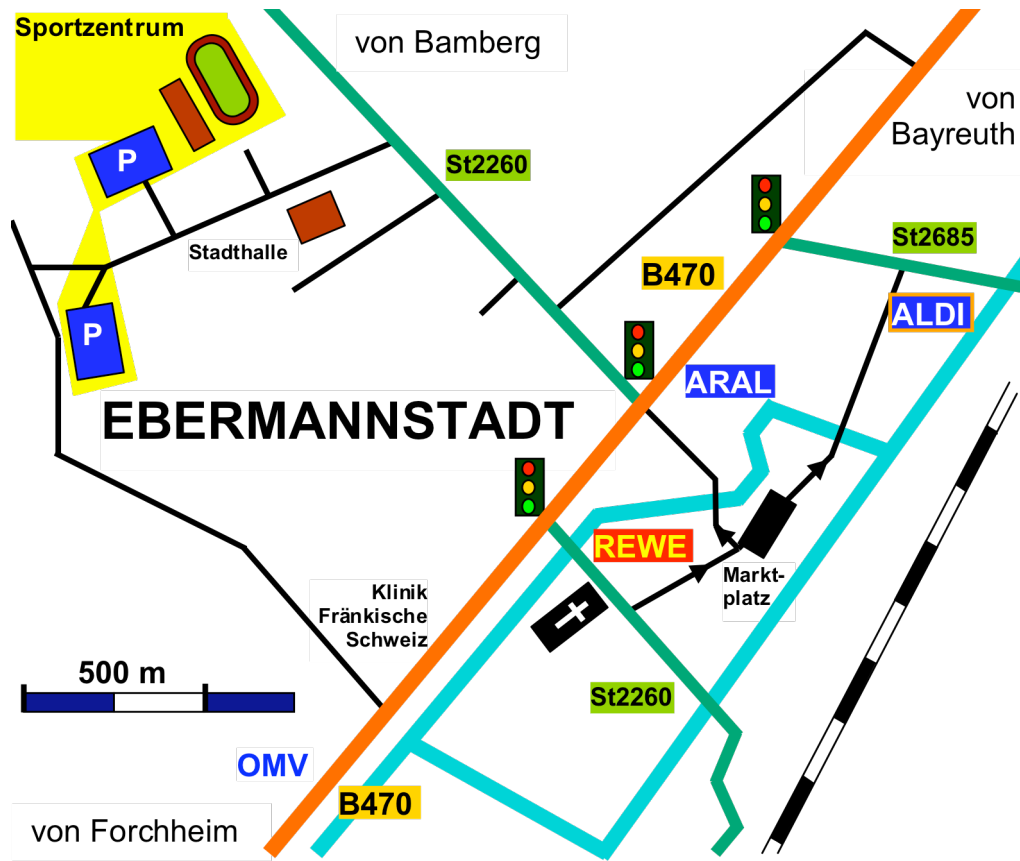 Sportzentrum
von Bamberg
von
Bayreuth
P
St2260
St2685
Stadthalle
B470
ALDI
P
ARAL
EBERMANNSTADT
REWE
Klinik
Fränkische
Schweiz
Markt-
platz
500 m
St2260
OMV
B470
von Forchheim